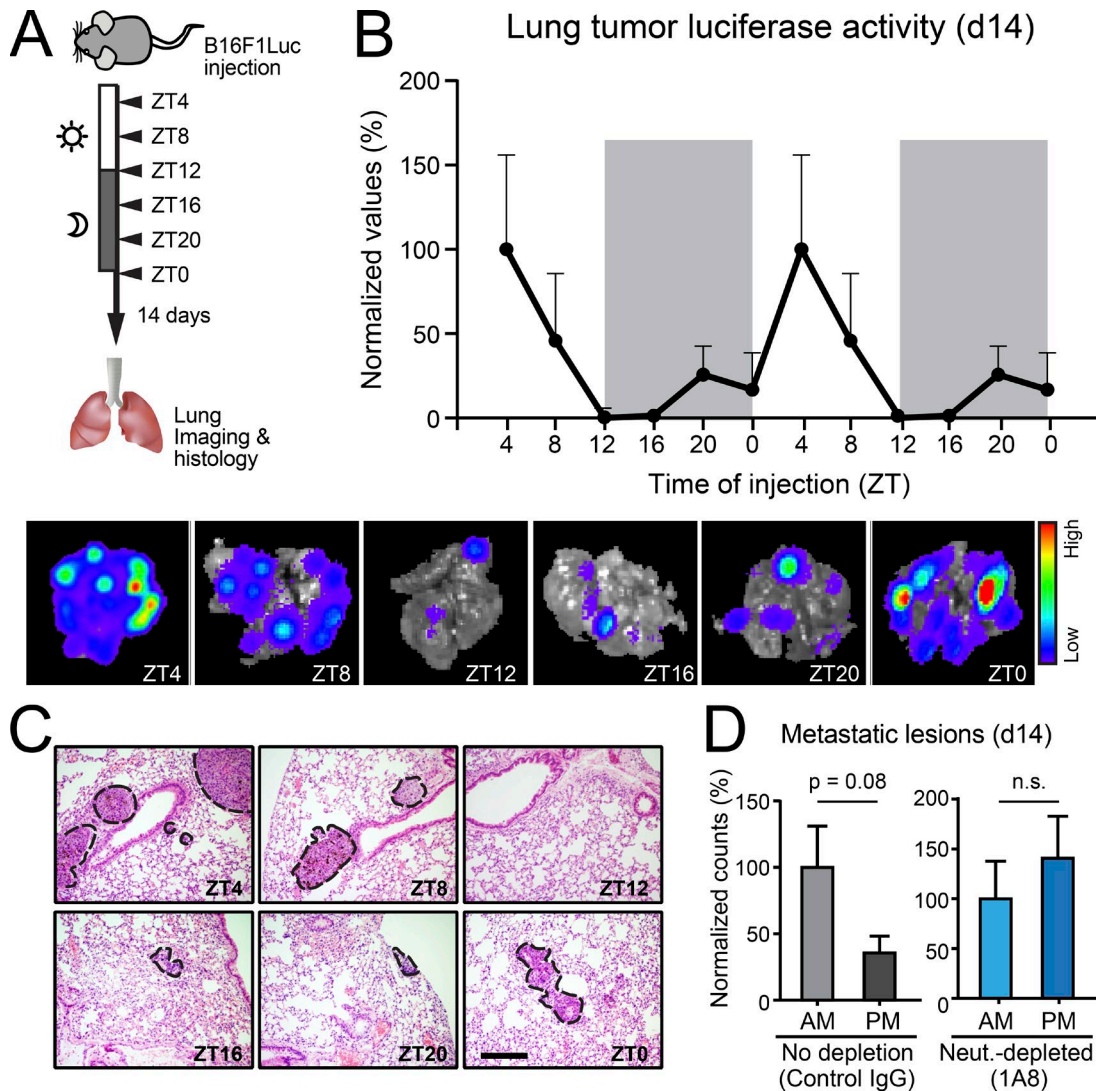 A
B16F1Luc
injection
ZT4
ZT8
ZT12
ZT16
ZT20
ZT0
14 days
Lung
Imaging &
histology
B
Lung tumor luciferase activity (d14)
Normalized values (%)
200
150
100
50
0
4 8 12 16 20 0 4 8 12 16 20 0
Time of injection (ZT)
ZT4 ZT8 ZT12 ZT16 ZT20 ZT0
High
Low
C
ZT4 ZT8 ZT12
ZT16 ZT20 ZT0
D
Metastatic lesions (d14)
Normalized counts (%)
p = 0.08
150
100
50
0
AM PM
No depletion
(Control IgG)
n.s.
200
150
100
50
0
AM PM
Neut.-depleted
(1A8)